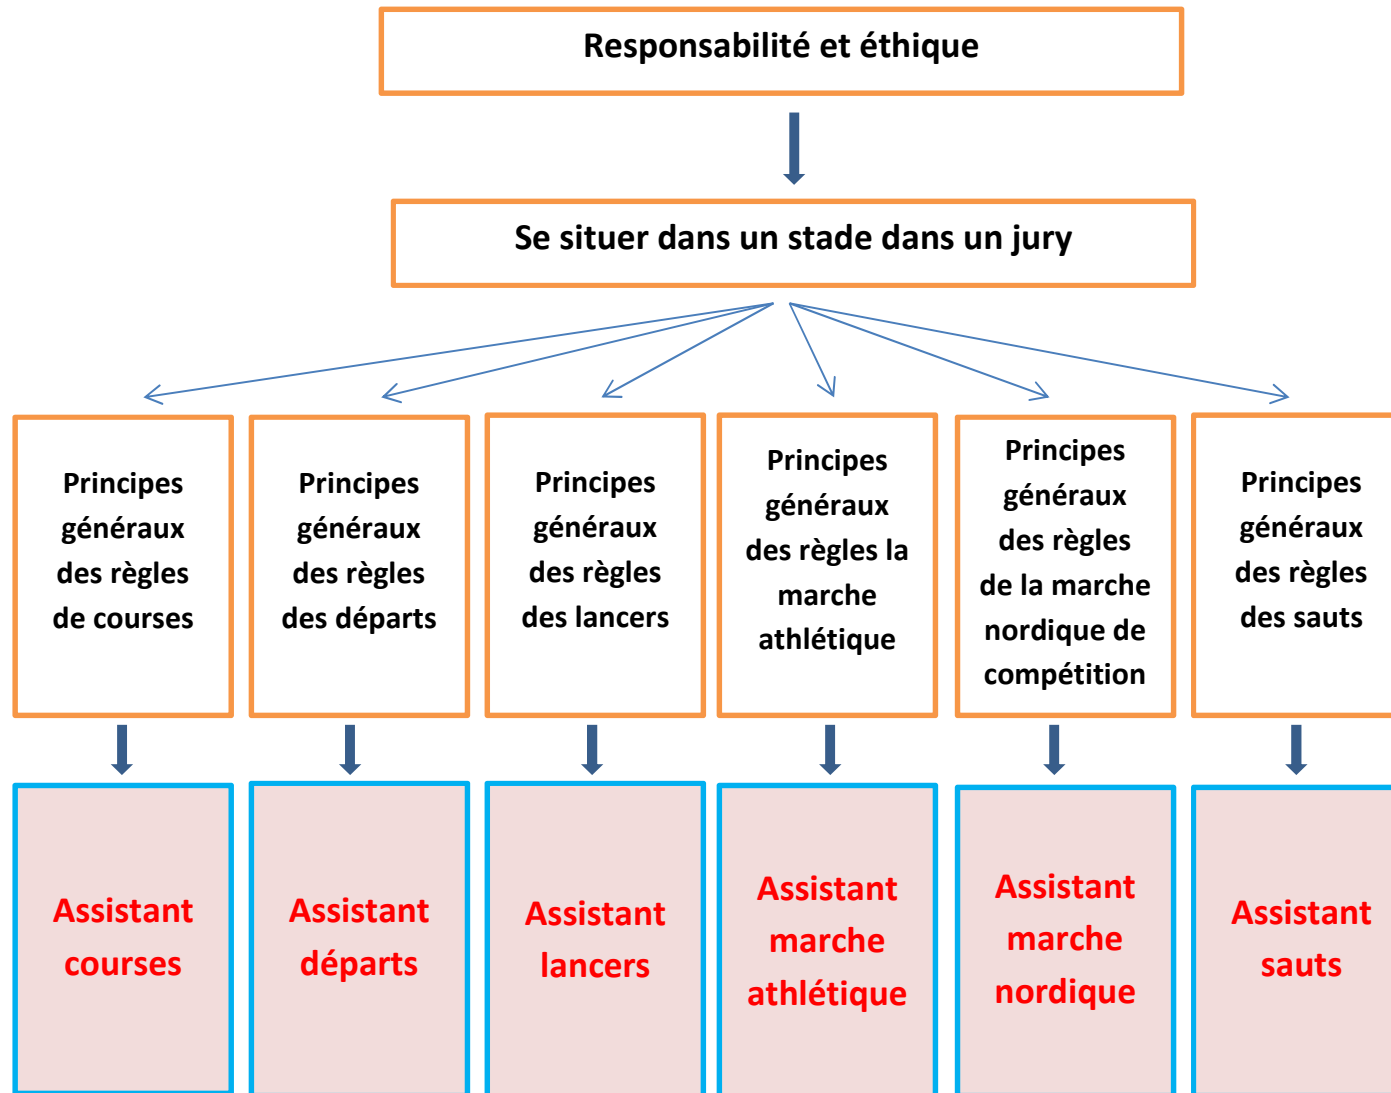 Responsabilité et éthique
Se situer dans un stade dans un jury
Principes
généraux
des règles
de courses
Principes
généraux
des règles
des départs
Principes
généraux
des règles
des lancers
Principes
généraux
des règles la
marche
athlétique
Principes
généraux
des règles
de la marche
nordique de
compétition
Principes
généraux
des règles
des sauts
Assistant
courses
Assistant
départs
Assistant
lancers
Assistant
marche
athlétique
Assistant
marche
nordique
Assistant
sauts